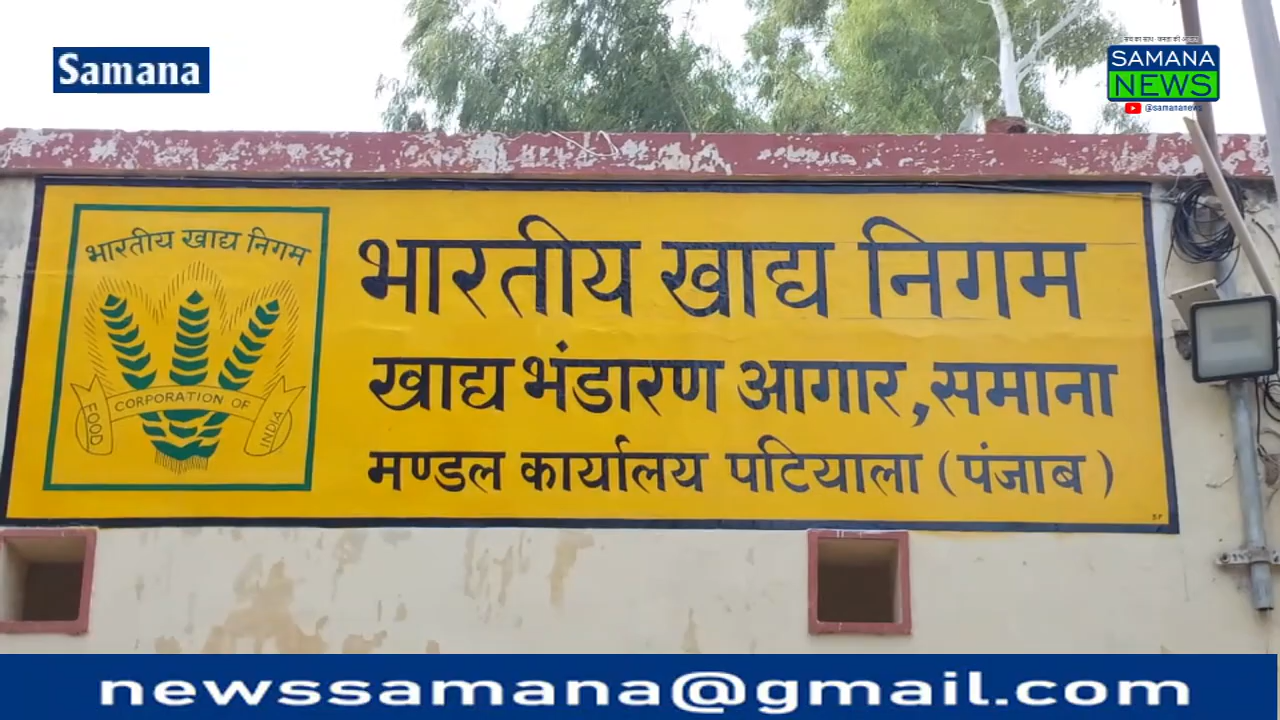 Samana
SAMANA
NEWS
@samananews
भारतीय खाद्य निगम
FOOD CORPORATION OF INDIA
भारतीय खाद्य निगम
खाद्य भंडारण आगार, समाना
मण्डल कार्यालय पटियाला (पंजाब)
newssamana@gmail.com